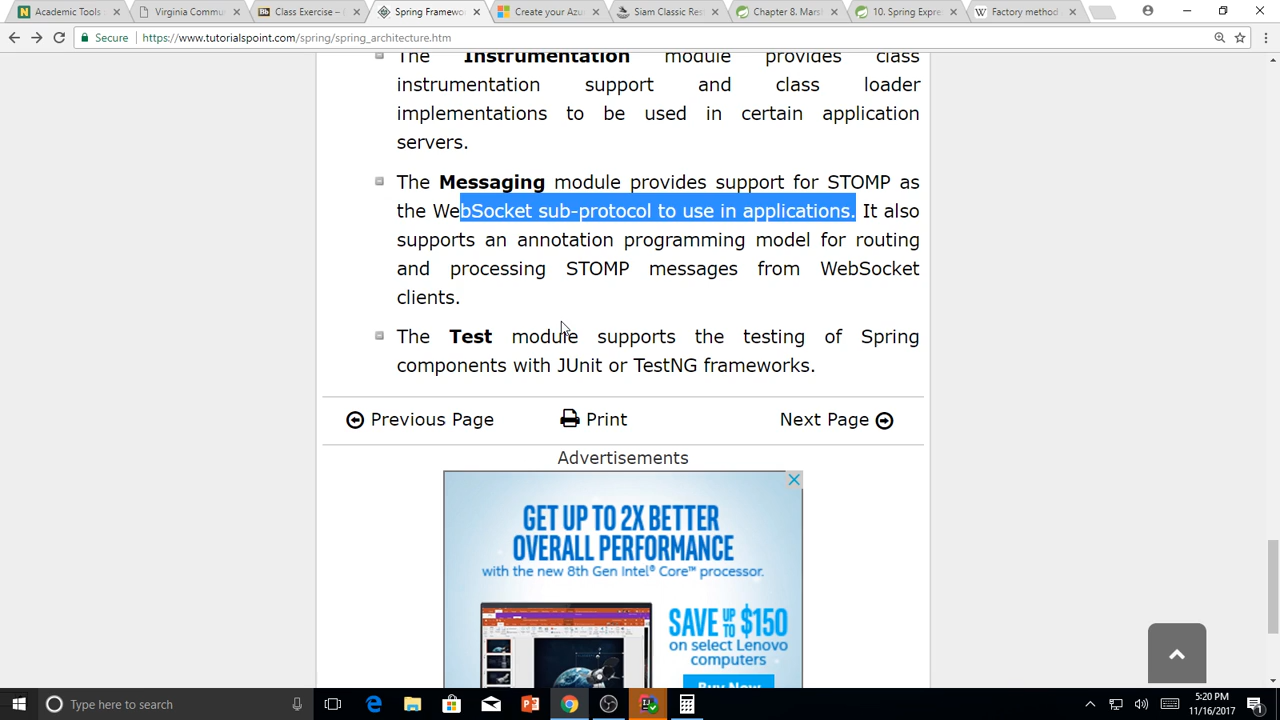 Academic Tools
Virginia Commu
Class Exercise –
Spring Framewo
Create your Azu
Siam Classic Res
Chapter 8. Mars
10. Spring Expre
Factory method
Secure
https://www.tutorialspoint.com/spring/spring_architecture.htm
The Instrumentation module provides class
instrumentation support and class loader
implementations to be used in certain application
servers.
The Messaging module provides support for STOMP as
the WebSocket sub-protocol to use in applications. It also
supports an annotation programming model for routing
and processing STOMP messages from WebSocket
clients.
The Test module supports the testing of Spring
components with JUnit or TestNG frameworks.
Previous Page
Print
Next Page
Advertisements
GET UP TO 2X BETTER
OVERALL PERFORMANCE
with the new 8th Gen Intel® Core™ processor.
SAVE UP TO $150
on select Lenovo
computers
Buy Now
Type here to search
5:20 PM
11/16/2017